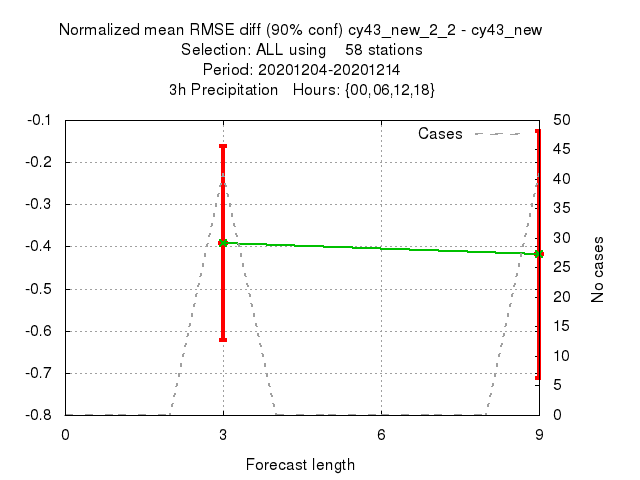 Normalized mean RMSE diff (90% conf) cy43_new_2_2 - cy43_new
Selection: ALL using    58 stations
Period: 20201204-20201214
3h Precipitation   Hours: {00,06,12,18}
Cases
-0.1
-0.2
-0.3
-0.4
-0.5
-0.6
-0.7
-0.8
50
45
40
35
30
25
20
15
10
5
0
No cases
0 3 6 9
Forecast length